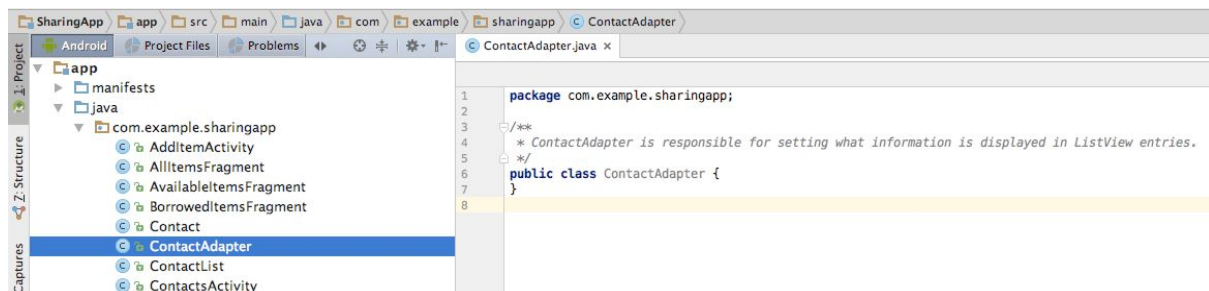 SharingApp app src main java com example sharingapp ContactAdapter
Android Project Files Problems
ContactAdapter.java
1: Project
Z: Structure
Captures
app
manifests
java
com.example.sharingapp
AddItemActivity
AllItemsFragment
AvailableItemsFragment
BorrowedItemsFragment
Contact
ContactAdapter
ContactList
ContactsActivity
1 package com.example.sharingapp;
2
3 /**
4 * ContactAdapter is responsible for setting what information is displayed in ListView entries.
5 */
6 public class ContactAdapter {
7 }
8